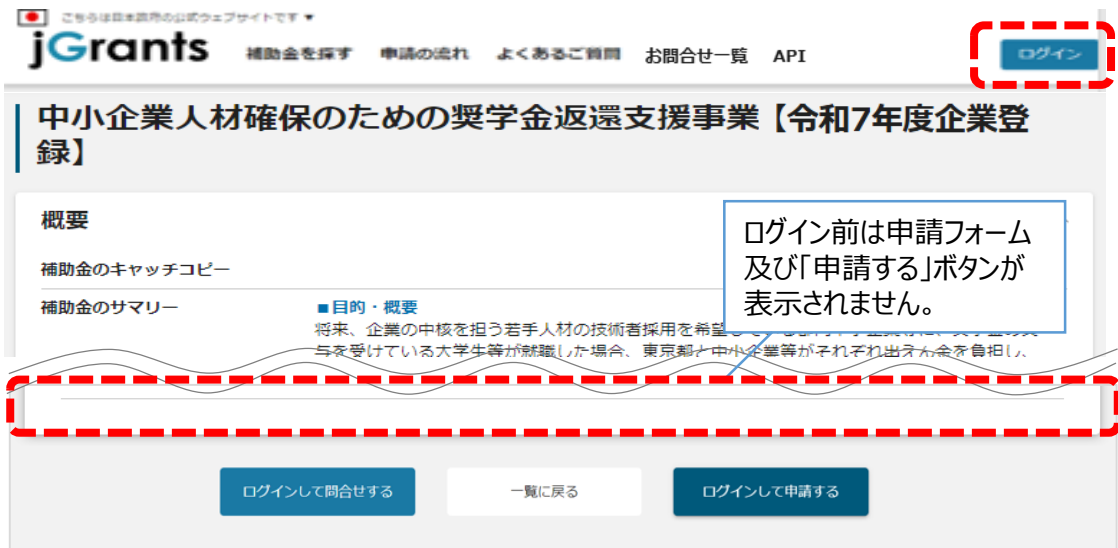 こちらは日本政府の公式ウェブサイトです ▼
jGrants 補助金を探す 申請の流れ よくあるご質問 お問合せ一覧 API ログイン
中小企業人材確保のための奨学金返還支援事業【令和7年度企業登
録】
概要
ログイン前は申請フォーム
及び「申請する」ボタンが
表示されません。
補助金のキャッチコピー
補助金のサマリー
■目的・概要
将来、企業の中核を担う若手人材の技術者採用を希望し
与を受けている大学生等が就職した場合、東京都と中小企業等がそれぞれ出えん金を負担し、
ログインして問合せする 一覧に戻る ログインして申請する